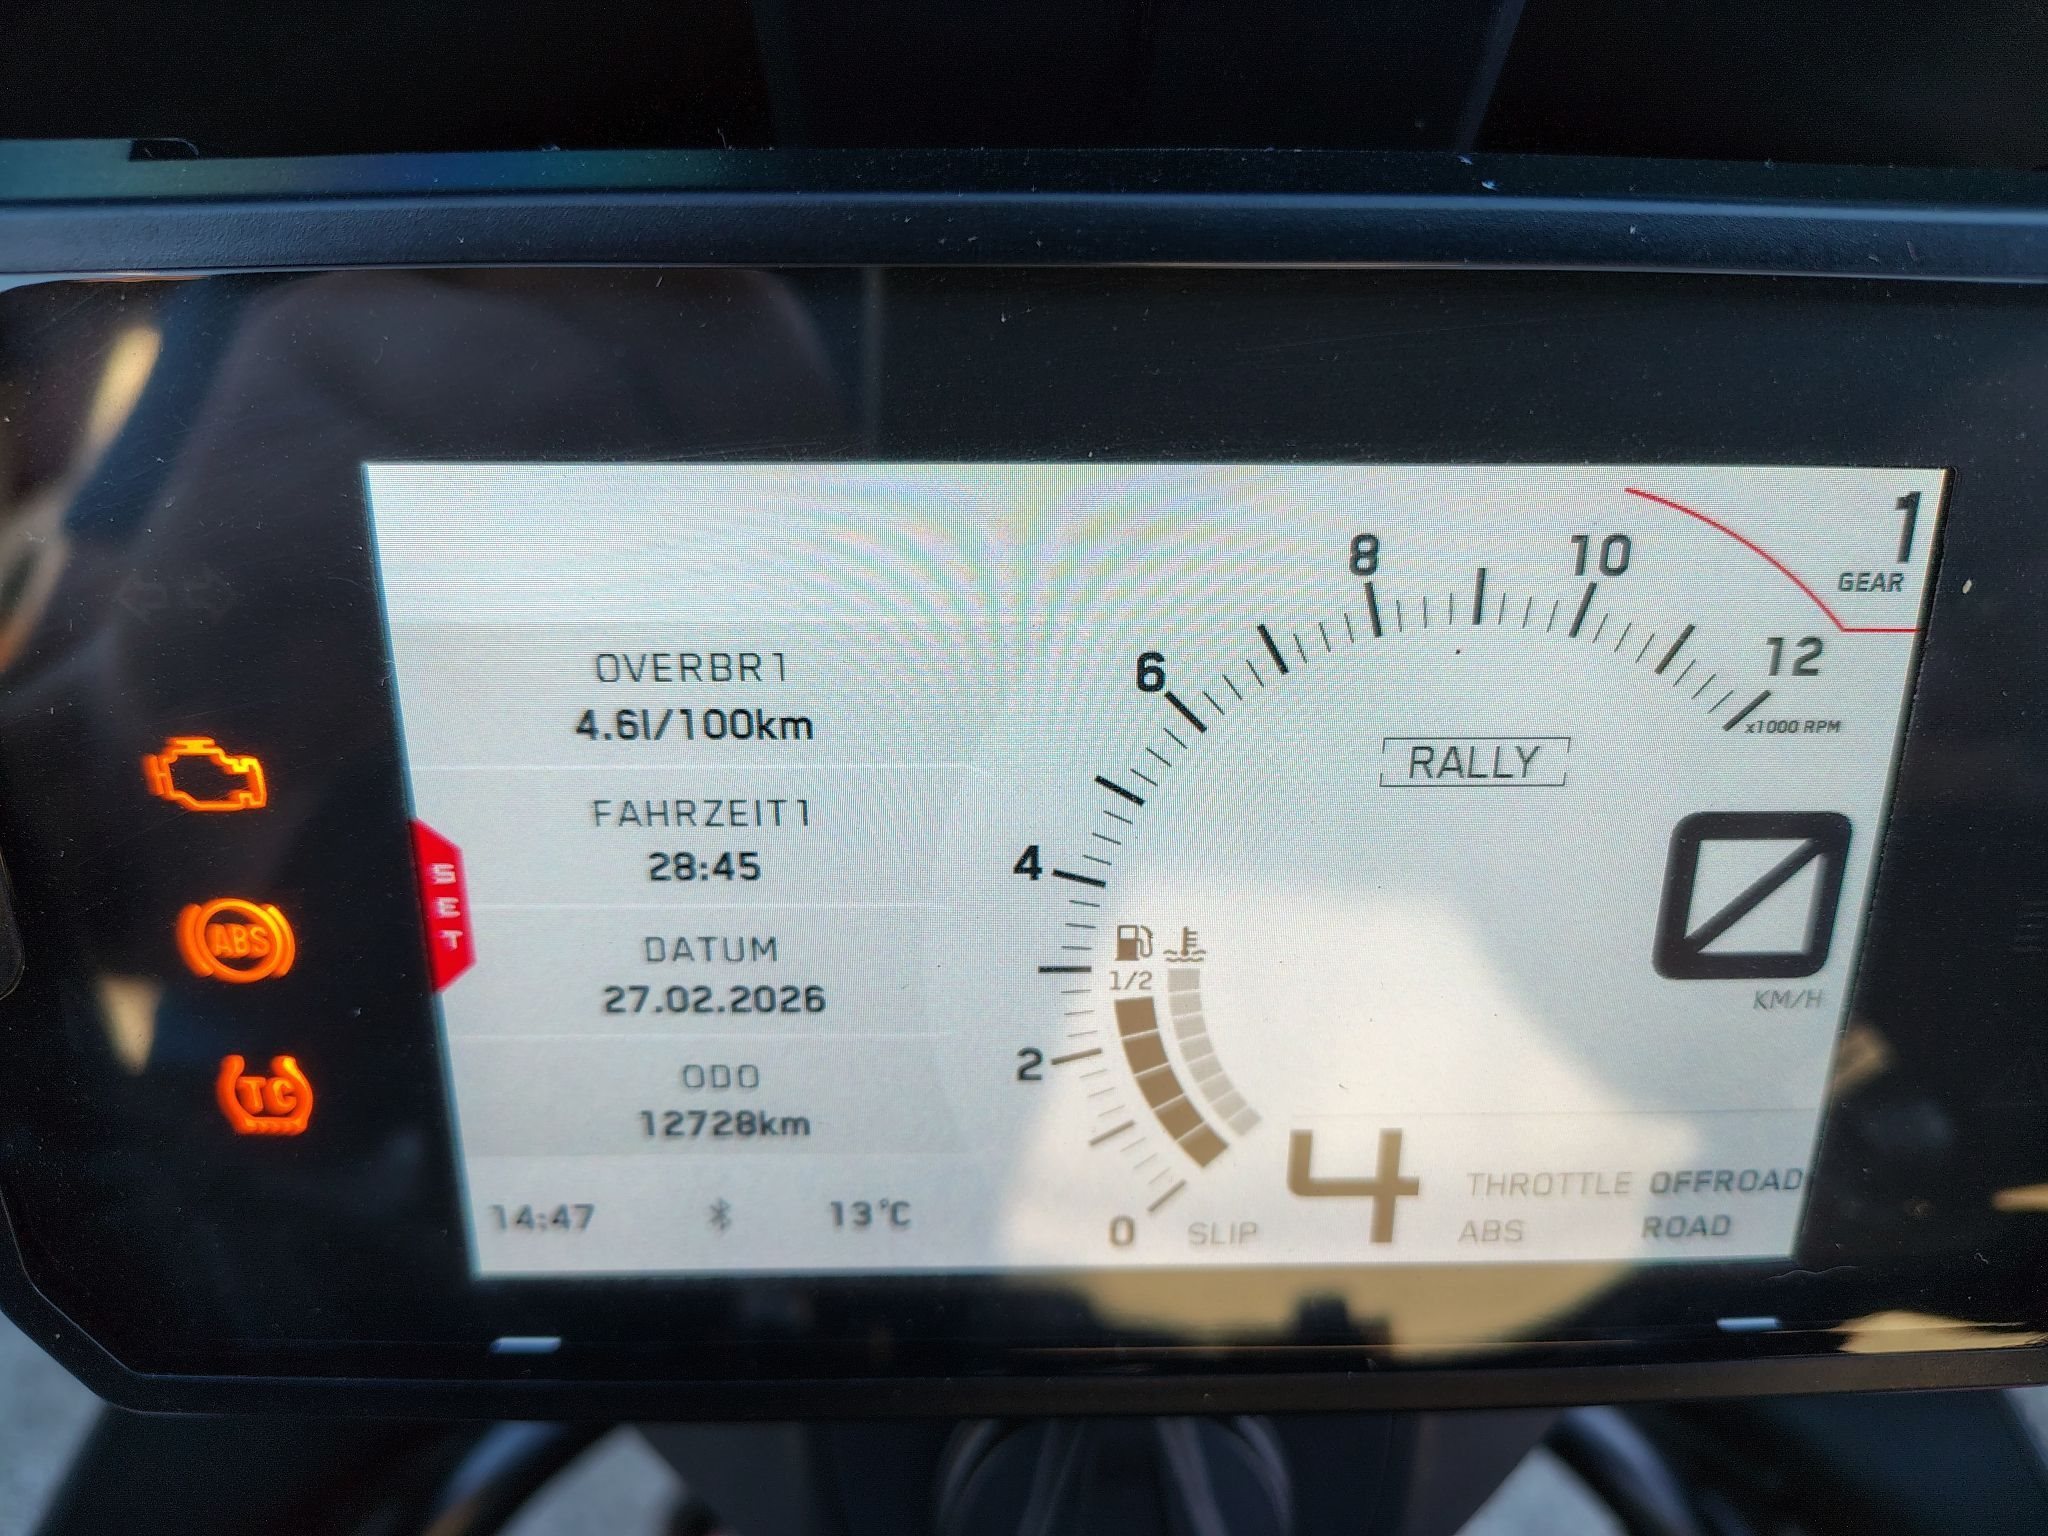 1
GEAR
8
10
12
x1000 RPM
6
4
2
0
RALLY
OVERBR1
4.6l/100km
FAHRZEIT1
28:45
DATUM
27.02.2026
ODO
12728km
SET
ABS
TC
1/2
0
KM/H
14:47
13°C
SLIP
4
THROTTLE OFFROAD
ABS ROAD